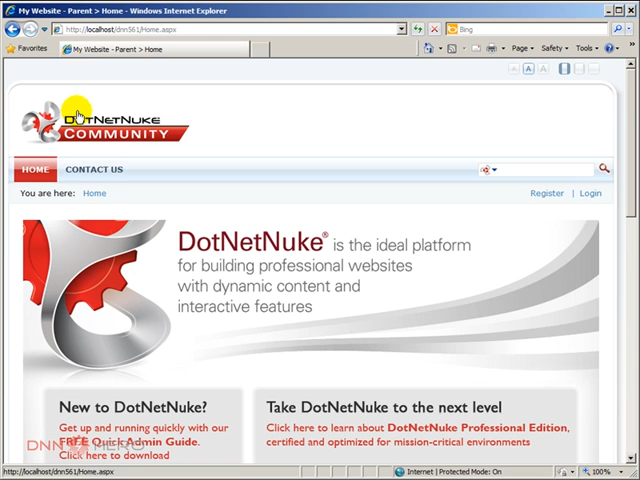 My Website - Parent > Home - Windows Internet Explorer
http://localhost/dnn561/Home.aspx
Bing
Favorites
My Website - Parent > Home
Page
Safety
Tools
A A A
DOTNETNUKE
COMMUNITY
HOME
CONTACT US
You are here: Home
Register | Login
DotNetNuke® is the ideal platform
for building professional websites
with dynamic content and
interactive features
New to DotNetNuke?
Get up and running quickly with our
FREE Quick Admin Guide.
Click here to download
Take DotNetNuke to the next level
Click here to learn about DotNetNuke Professional Edition,
certified and optimized for mission-critical environments
DNN HERO
http://localhost/dnn561/Home.aspx
Internet | Protected Mode: On
100%